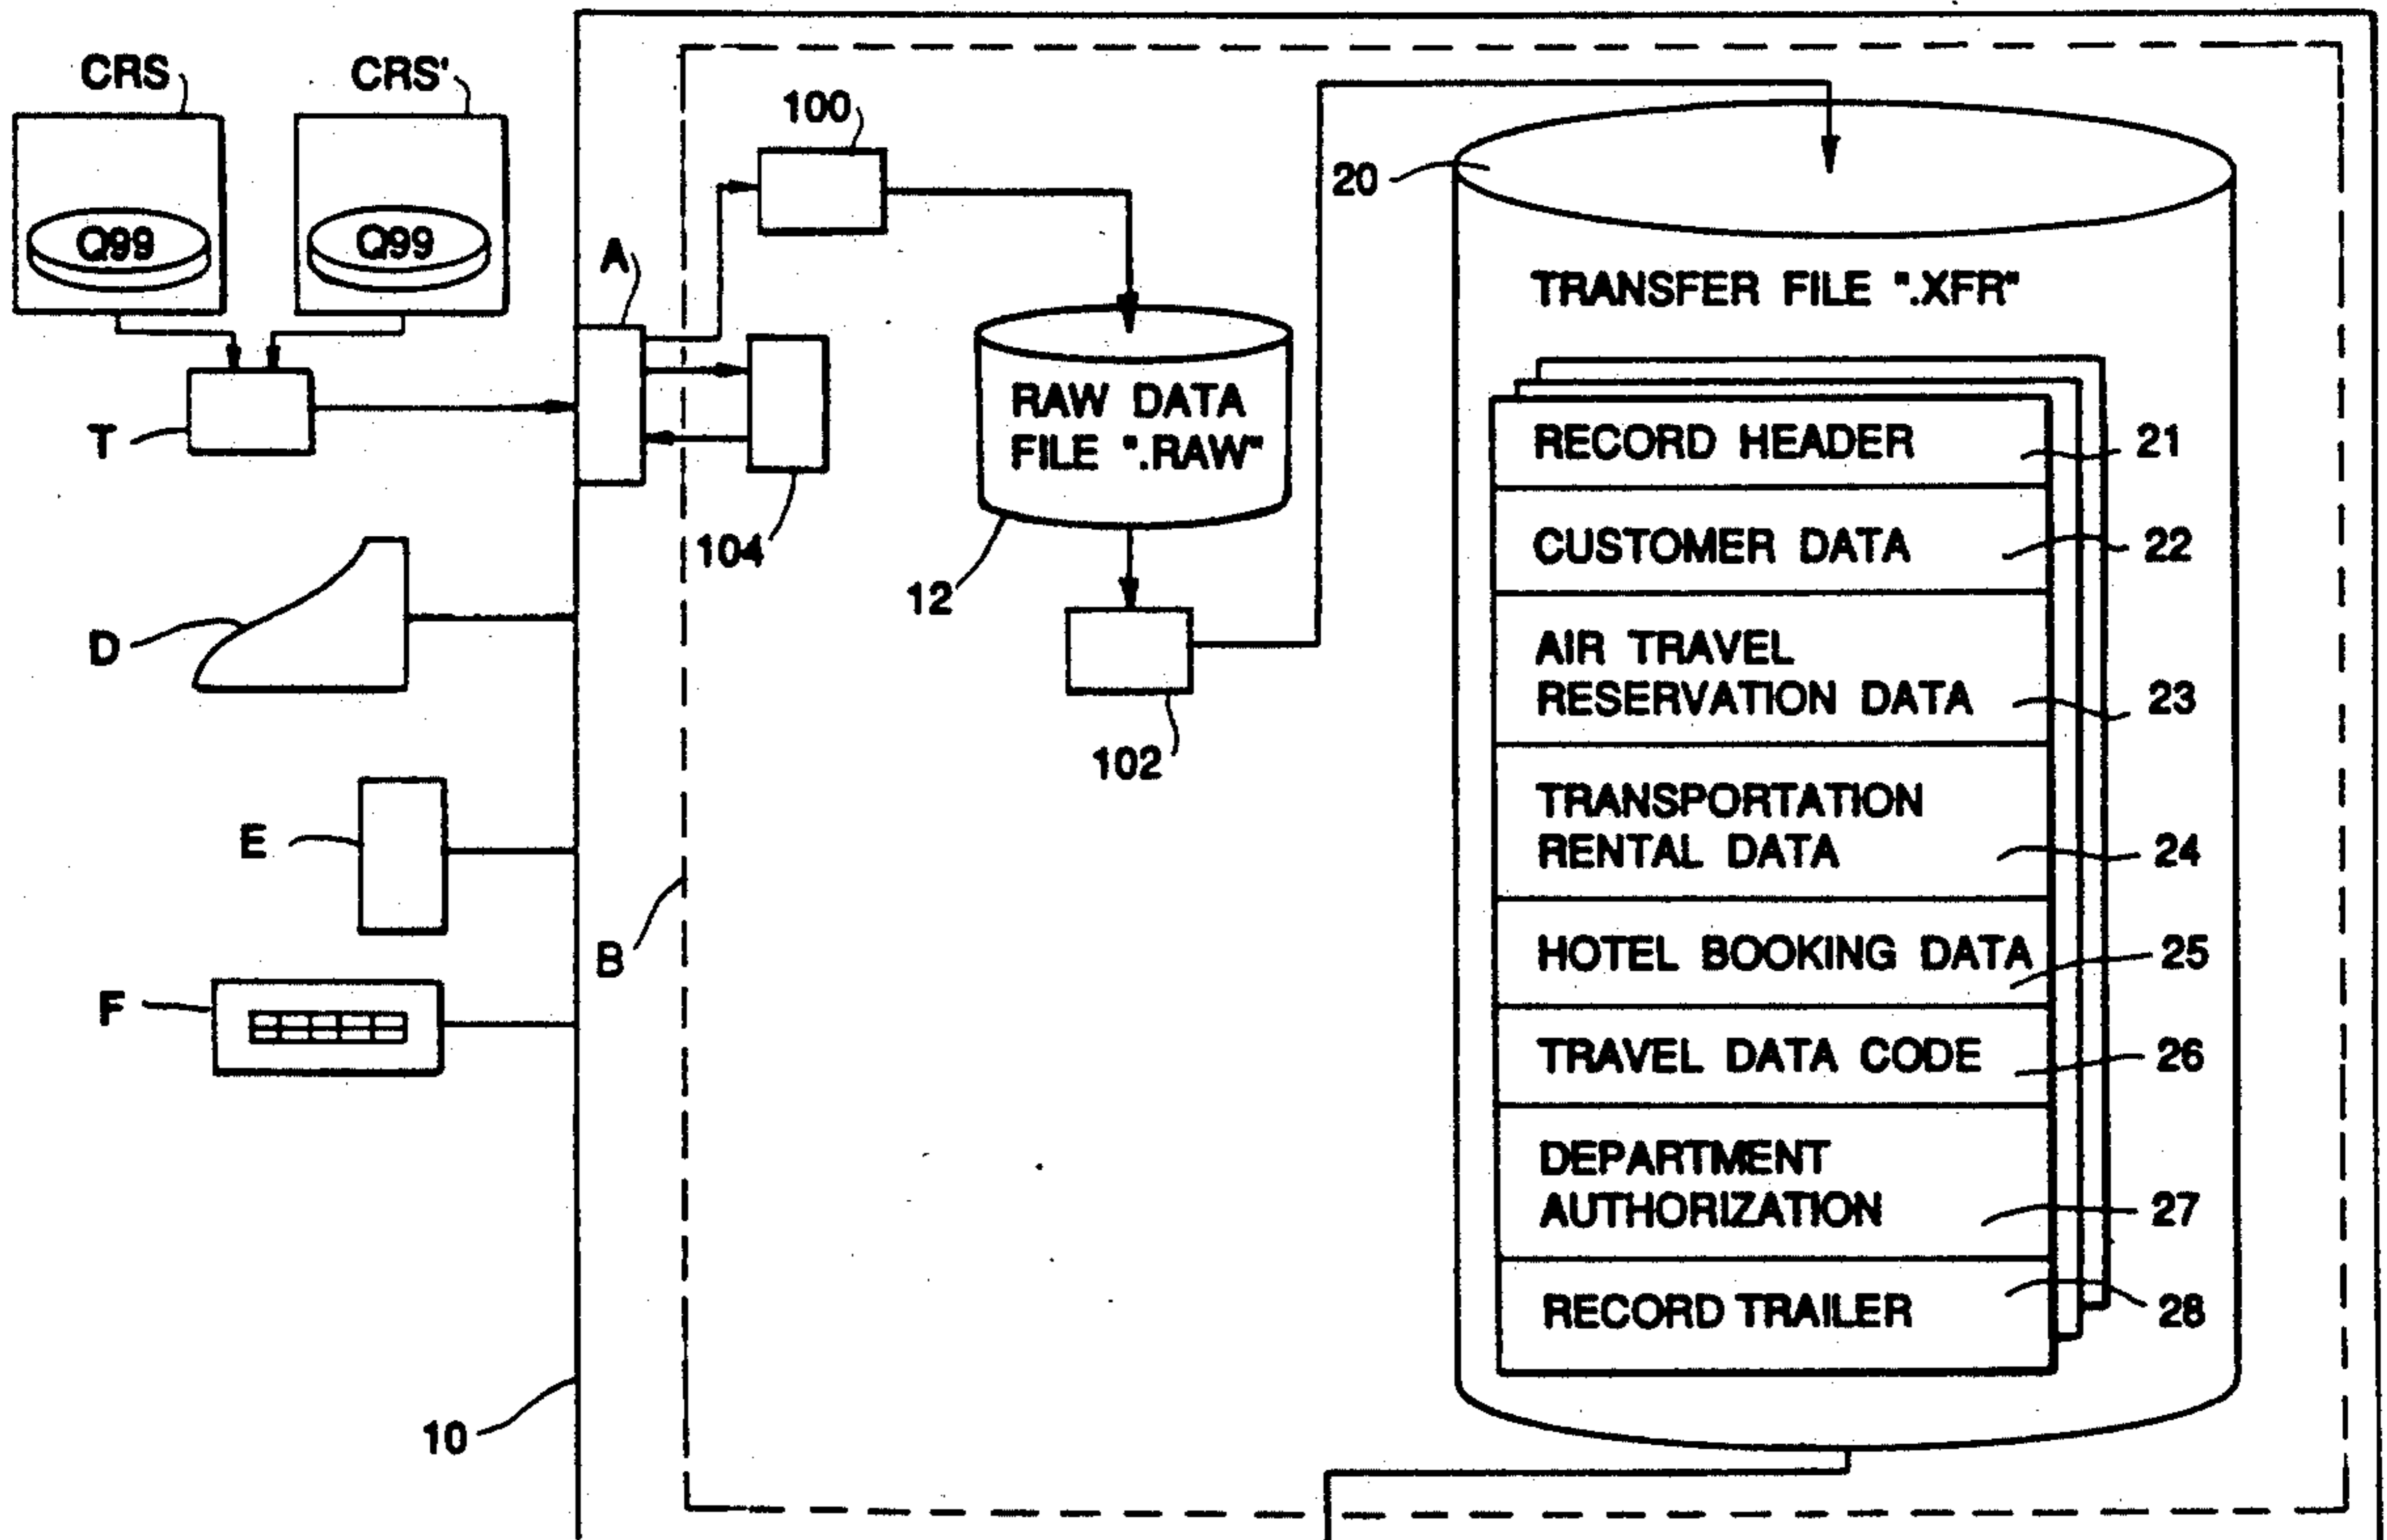 CRS
CRS'
Q99
Q99
T
D
E
F
10
A
B
100
104
RAW DATA
FILE ".RAW"
12
102
20
TRANSFER FILE ".XFR"
RECORD HEADER
21
CUSTOMER DATA
22
AIR TRAVEL
RESERVATION DATA
23
TRANSPORTATION
RENTAL DATA
24
HOTEL BOOKING DATA
25
TRAVEL DATA CODE
26
DEPARTMENT
AUTHORIZATION
27
RECORD TRAILER
28